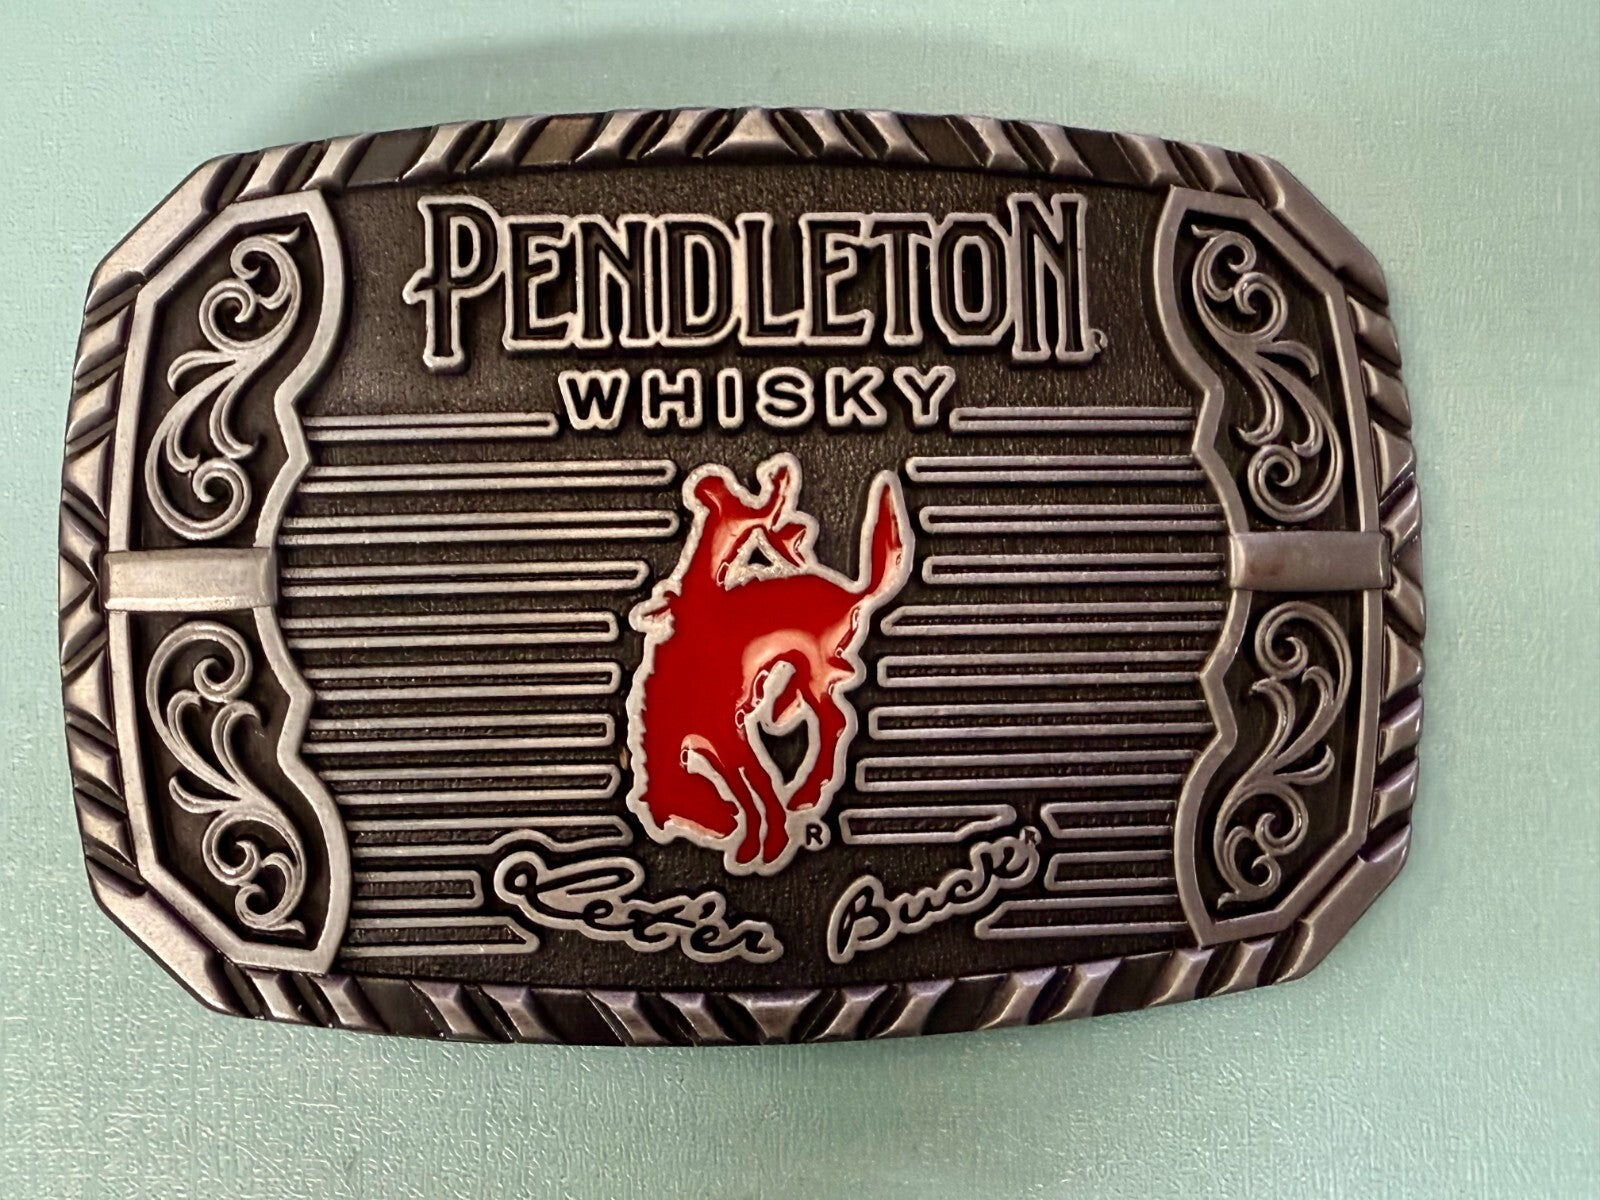 PENDLETON®
WHISKY
®
Let'er Buck®